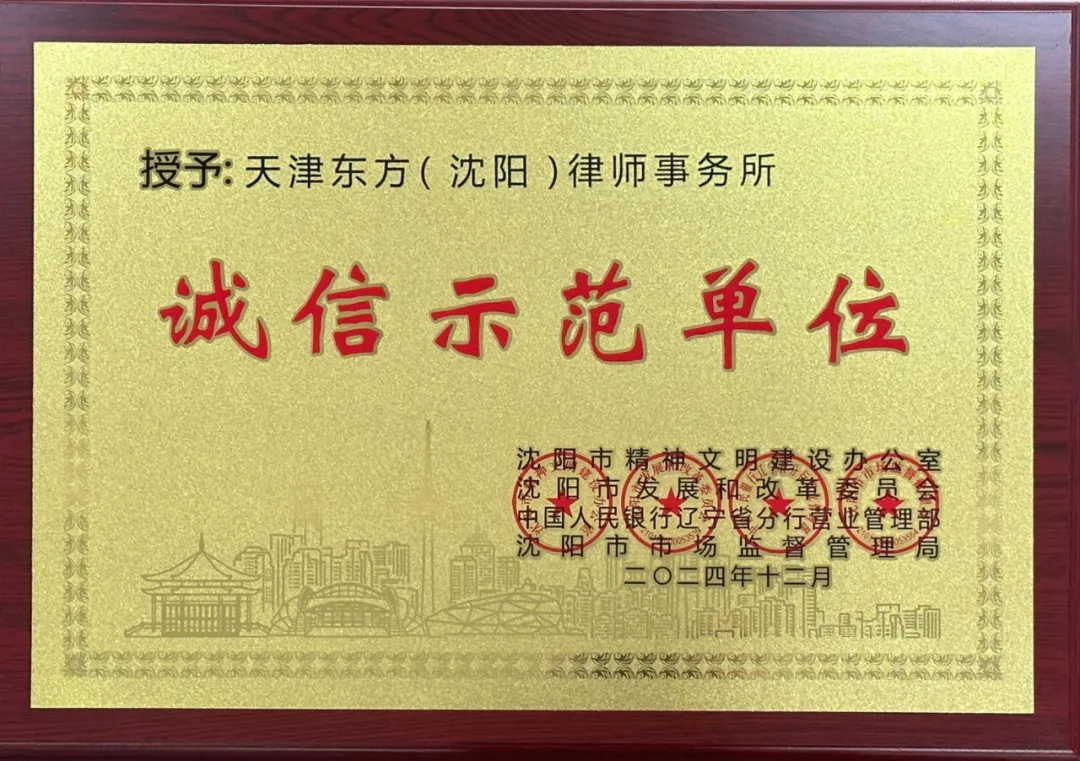 授予:天津东方(沈阳)律师事务所
诚信示范单位
沈阳市精神文明建设办公室
沈阳市发展和改革委员会
中国人民银行辽宁省分行营业管理部
沈阳市市场监督管理局
二〇二四年十二月